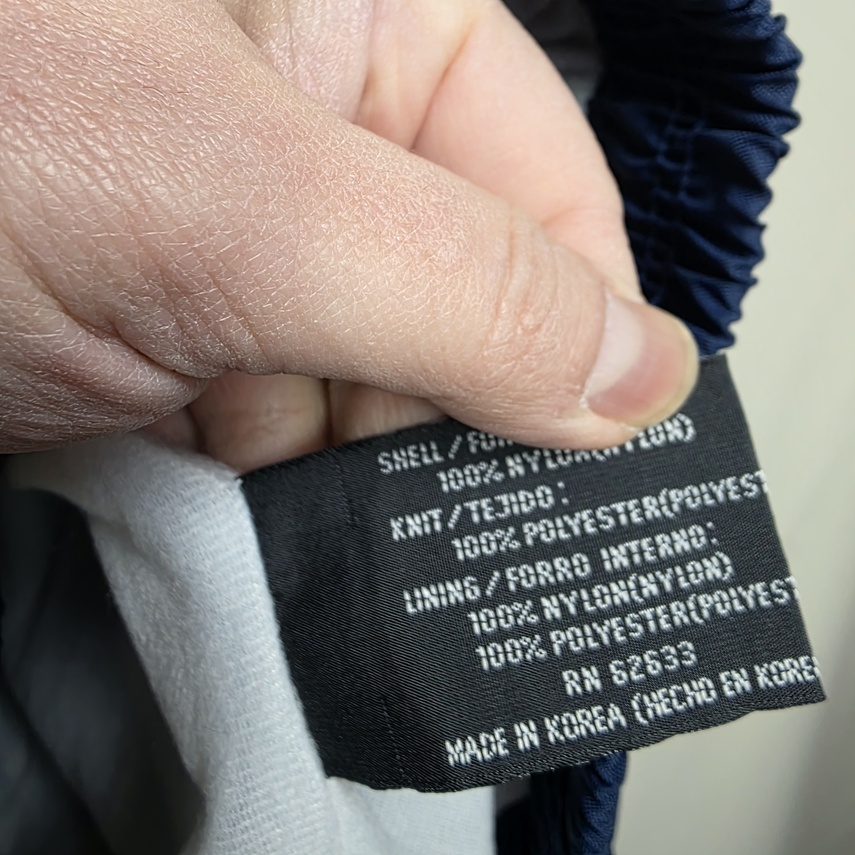 SHELL / FOR
100% NYLON(NYLON)
KNIT/TEJIDO:
100% POLYESTER(POLYEST
LINING / FORRO INTERNO:
100% NYLON(NYLON)
100% POLYESTER(POLYEST
RN 62633
MADE IN KOREA (HECHO EN KORE